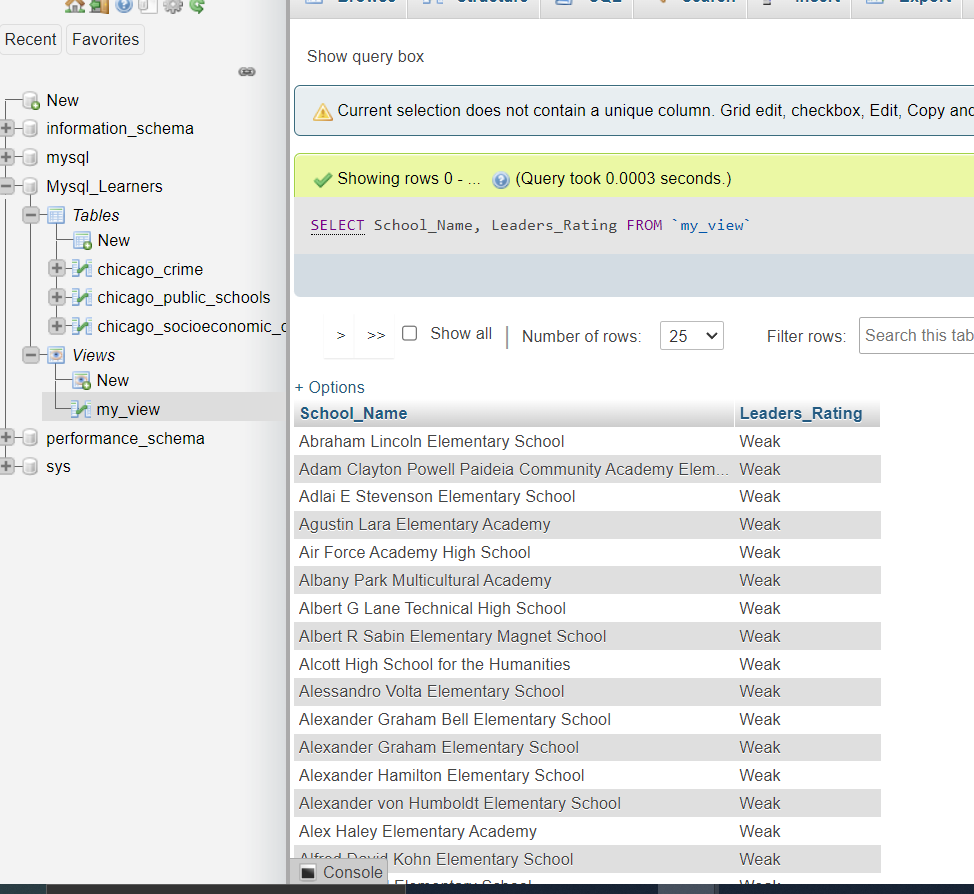 Browse Structure SQL Search Insert Export
Recent Favorites
New
information_schema
mysql
Mysql_Learners
Tables
New
chicago_crime
chicago_public_schools
chicago_socioeconomic_
Views
New
my_view
performance_schema
sys
Show query box
Current selection does not contain a unique column. Grid edit, checkbox, Edit, Copy and
Showing rows 0 - ... (Query took 0.0003 seconds.)
SELECT School_Name, Leaders_Rating FROM `my_view`
> >> Show all | Number of rows: 25 Filter rows: Search this tab
+ Options
School_Name Leaders_Rating
Abraham Lincoln Elementary School Weak
Adam Clayton Powell Paideia Community Academy Elem... Weak
Adlai E Stevenson Elementary School Weak
Agustin Lara Elementary Academy Weak
Air Force Academy High School Weak
Albany Park Multicultural Academy Weak
Albert G Lane Technical High School Weak
Albert R Sabin Elementary Magnet School Weak
Alcott High School for the Humanities Weak
Alessandro Volta Elementary School Weak
Alexander Graham Bell Elementary School Weak
Alexander Graham Elementary School Weak
Alexander Hamilton Elementary School Weak
Alexander von Humboldt Elementary School Weak
Alex Haley Elementary Academy Weak
Alfred David Kohn Elementary School Weak
Console
Elementary School Weak